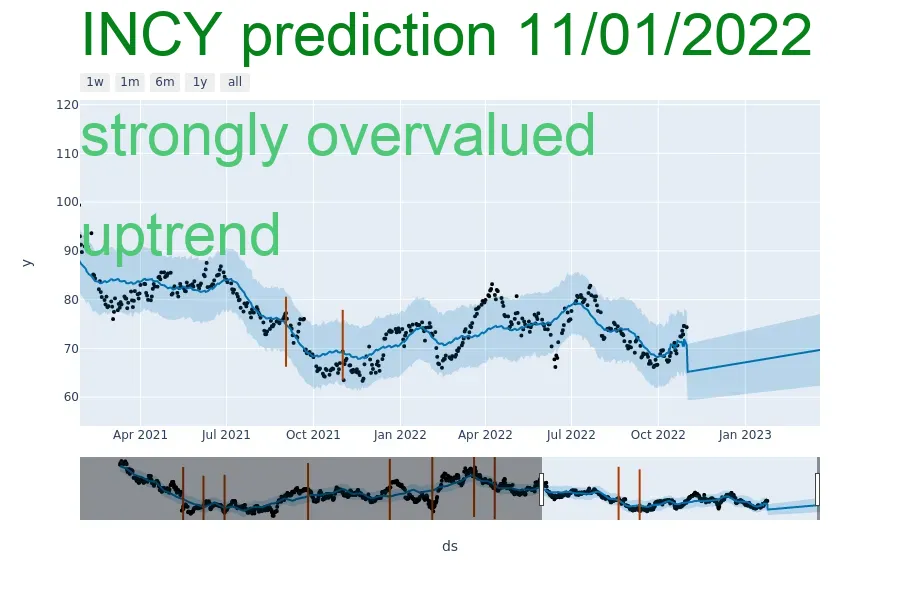 INCY prediction 11/01/2022
1w 1m 6m 1y all
strongly overvalued
uptrend
120
110
100
90
80
70
60
y
Apr 2021 Jul 2021 Oct 2021 Jan 2022 Apr 2022 Jul 2022 Oct 2022 Jan 2023
ds